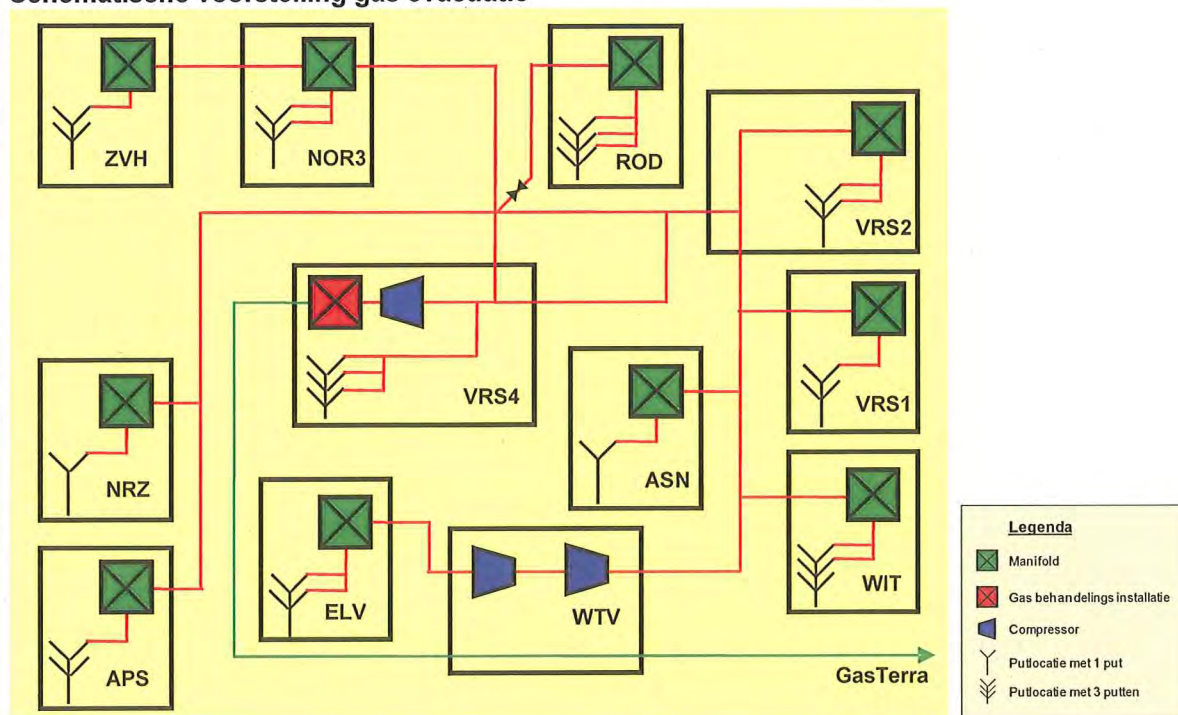 Schematische voorstelling gas evacuatie
ZVH
NOR3
ROD
VRS2
VRS4
VRS1
NRZ
ASN
WIT
ELV
WTV
APS
GasTerra
Legenda
Manifold
Gas behandelings installatie
Compressor
Putlocatie met 1 put
Putlocatie met 3 putten